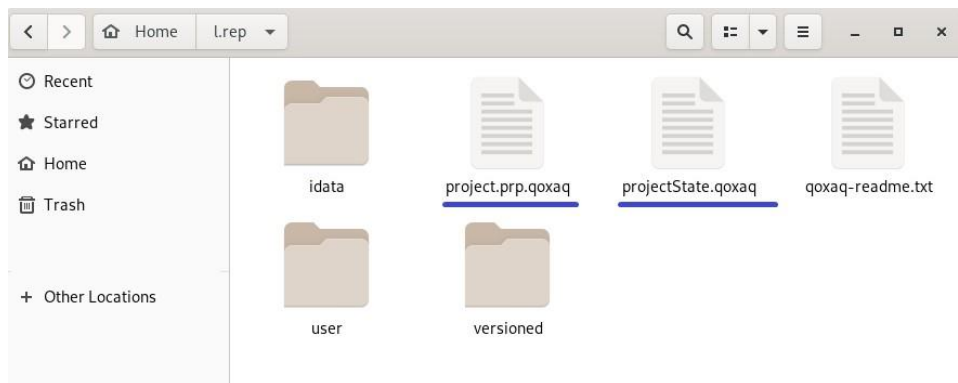 Home l.rep
Recent
Starred
Home
Trash
+ Other Locations
idata project.prp.qoxaq projectState.qoxaq qoxaq-readme.txt
user versioned